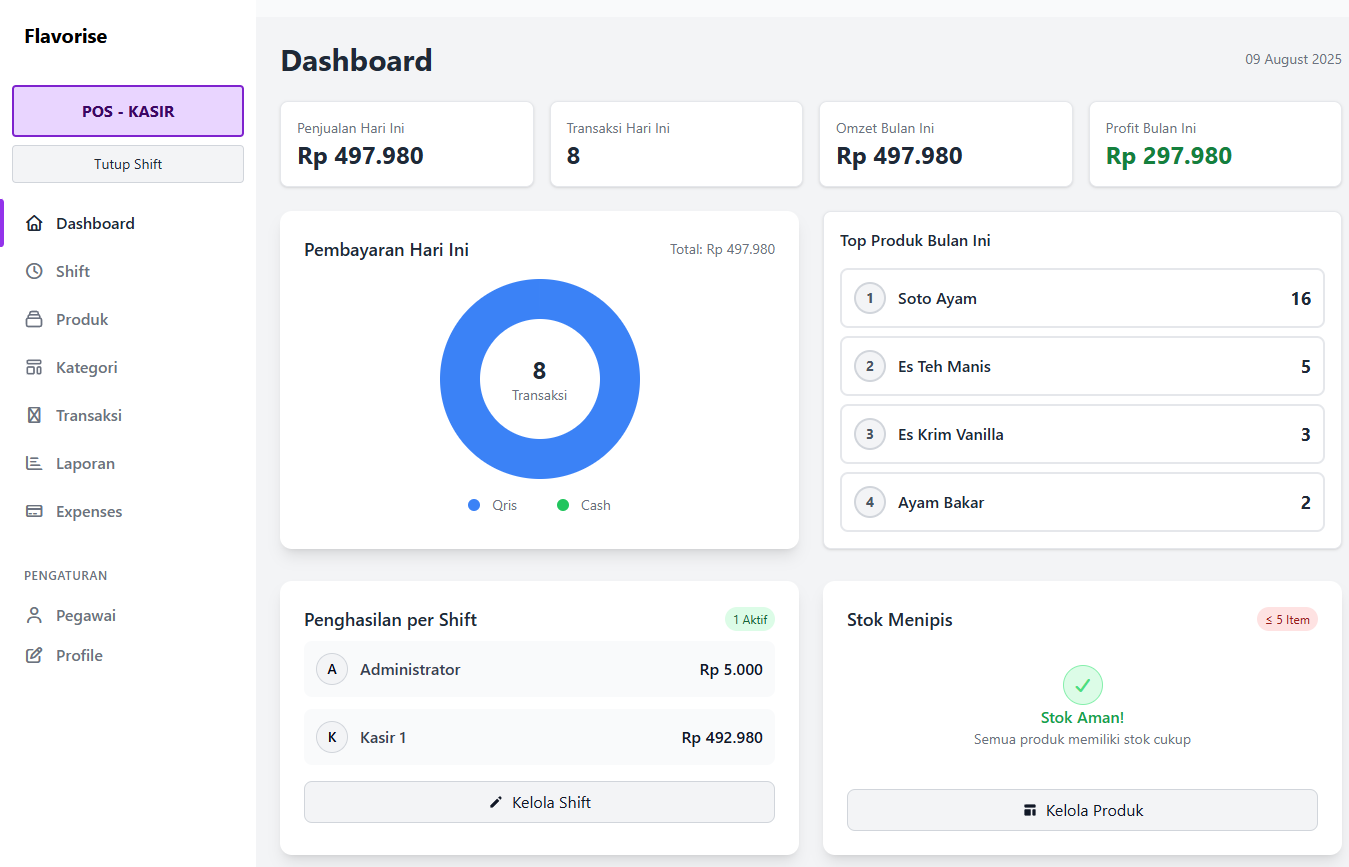 Flavorise
POS - KASIR
Tutup Shift
Dashboard
Shift
Produk
Kategori
Transaksi
Laporan
Expenses
PENGATURAN
Pegawai
Profile
Dashboard
09 August 2025
Penjualan Hari Ini
Rp 497.980
Transaksi Hari Ini
8
Omzet Bulan Ini
Rp 497.980
Profit Bulan Ini
Rp 297.980
Pembayaran Hari Ini
Total: Rp 497.980
8
Transaksi
Qris
Cash
Top Produk Bulan Ini
1 Soto Ayam 16
2 Es Teh Manis 5
3 Es Krim Vanilla 3
4 Ayam Bakar 2
Penghasilan per Shift
1 Aktif
A Administrator Rp 5.000
K Kasir 1 Rp 492.980
Kelola Shift
Stok Menipis
≤ 5 Item
Stok Aman!
Semua produk memiliki stok cukup
Kelola Produk